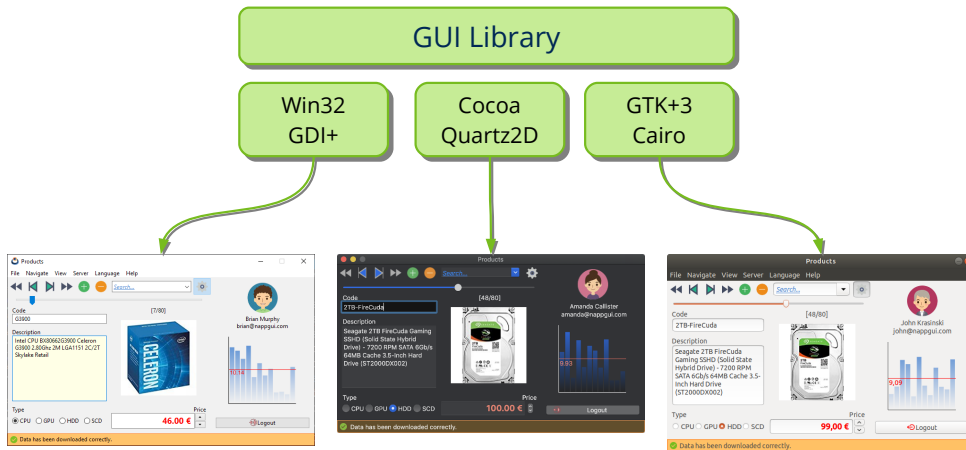 GUI Library
Win32
GDI+
Cocoa
Quartz2D
GTK+3
Cairo
Products
File Navigate View Server Language Help
Search...
Code
[7/80]
G3900
Description
Intel CPU BX80662G3900 Celeron
G3900 2.80Ghz 2M LGA1151 2C/2T
Skylake Retail
CELERON
Brian Murphy
brian@nappgui.com
10,14
Type
Price
CPU GPU HDD SCD
46.00 €
Logout
Data has been downloaded correctly.
Products
Search...
Code
[48/80]
2TB-FireCuda
Description
Seagate 2TB FireCuda Gaming
SSHD (Solid State Hybrid
Drive) - 7200 RPM SATA 6Gb/s
64MB Cache 3.5-Inch Hard
Drive (ST2000DX002)
Amanda Callister
amanda@nappgui.com
8.93
Type
Price
CPU GPU HDD SCD
100.00 €
Logout
Data has been downloaded correctly.
Products
File Navigate View Server Language Help
Search...
Code
[48/80]
2TB-FireCuda
Description
Seagate 2TB FireCuda
Gaming SSHD (Solid State
Hybrid Drive) - 7200 RPM
SATA 6Gb/s 64MB Cache 3.5-
Inch Hard Drive
(ST2000DX002)
John Krasinski
john@nappgui.com
9,09
Type
Price
CPU GPU HDD SCD
99,00 €
Logout
Data has been downloaded correctly.